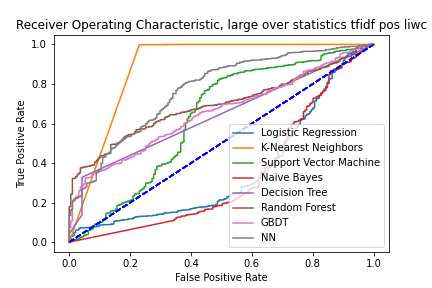 Receiver Operating Characteristic, large over statistics tfidf pos liwc
1.0
0.8
0.6
0.4
0.2
0.0
True Positive Rate
Logistic Regression
K-Nearest Neighbors
Support Vector Machine
Naive Bayes
Decision Tree
Random Forest
GBDT
NN
0.0 0.2 0.4 0.6 0.8 1.0
False Positive Rate